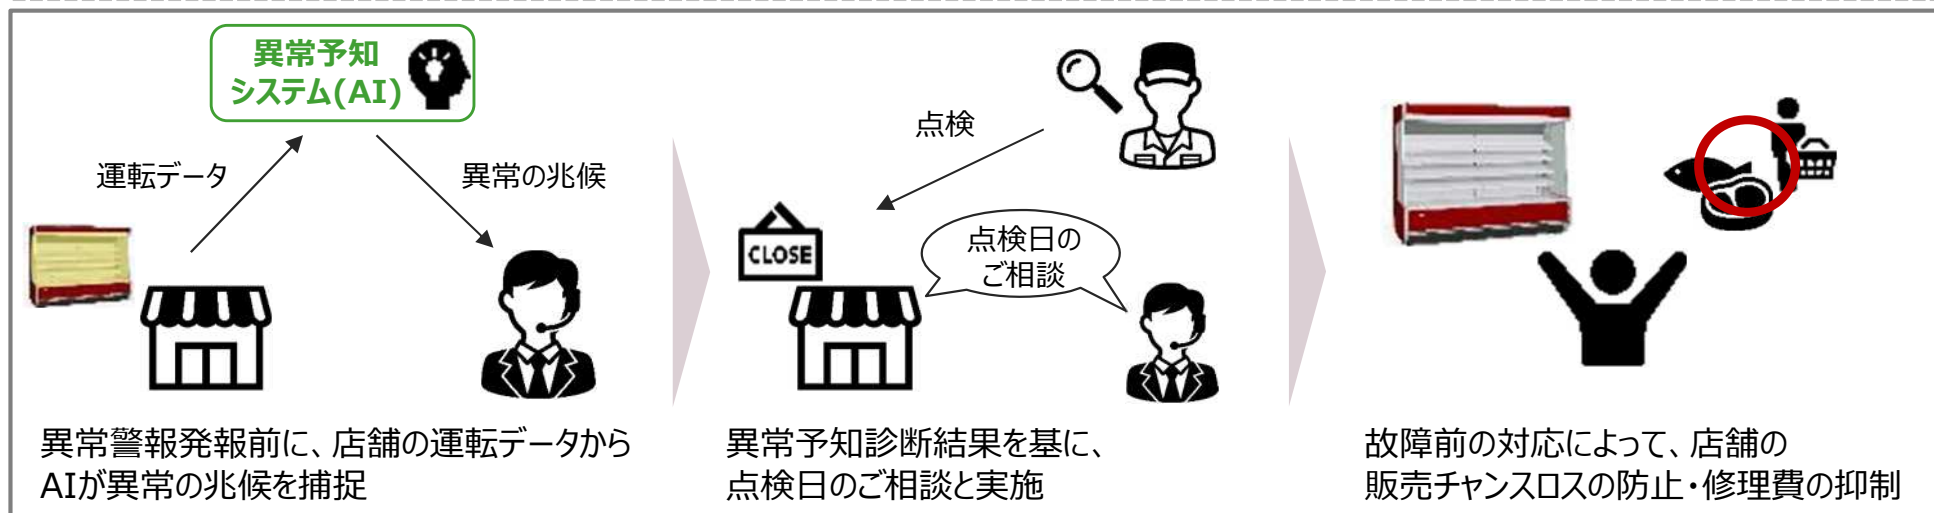 異常予知
システム(AI)
運転データ
異常の兆候
異常警報発報前に、店舗の運転データから
AIが異常の兆候を捕捉
点検
CLOSE
点検日の
ご相談
異常予知診断結果を基に、
点検日のご相談と実施
故障前の対応によって、店舗の
販売チャンスロスの防止・修理費の抑制